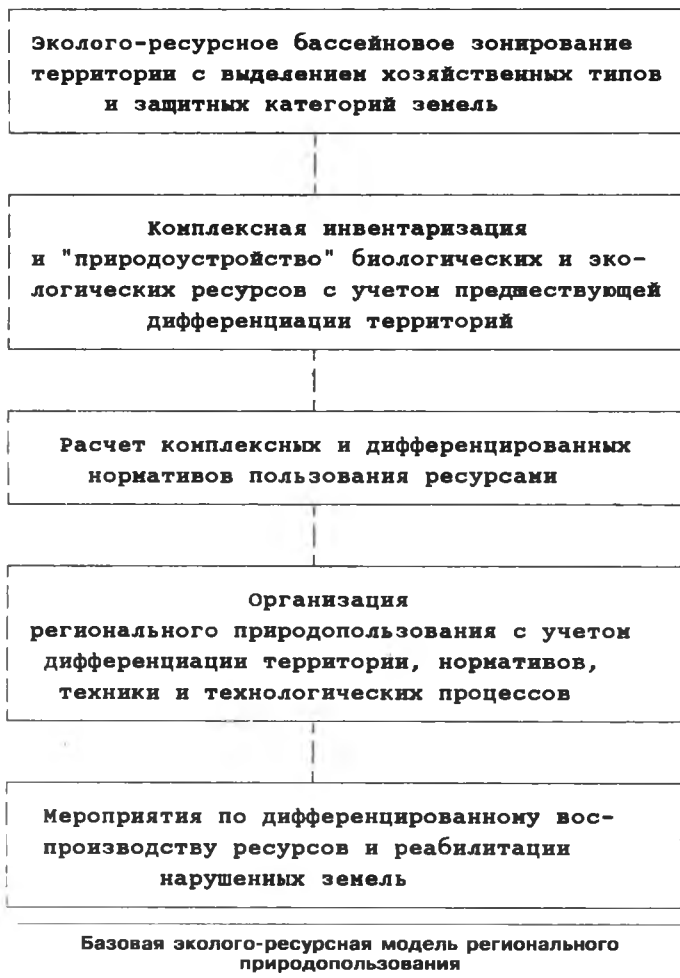 Эколого-ресурсное бассейновое зонирование
территории с выделением хозяйственных типов
и защитных категорий земель
Комплексная инвентаризация
и "природоустройство" биологических и эко-
логических ресурсов с учетом предшествующей
дифференциации территорий
Расчет комплексных и дифференцированных
нормативов пользования ресурсами
Организация
регионального природопользования с учетом
дифференциации территории, нормативов,
техники и технологических процессов
Мероприятия по дифференцированному вос-
производству ресурсов и реабилитации
нарушенных земель
Базовая эколого-ресурсная модель регионального
природопользования